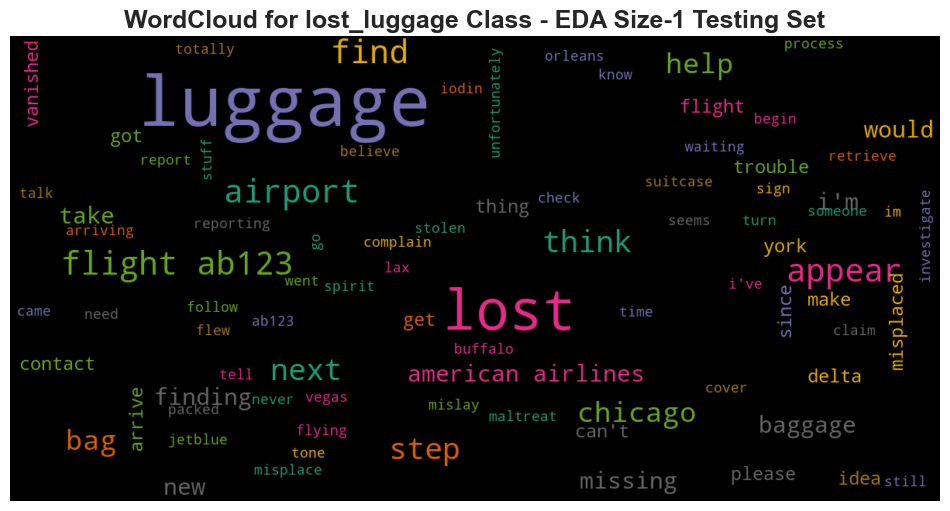 WordCloud for lost_luggage Class - EDA Size-1 Testing Set
vanished
totally
find
orleans
process
know
help
luggage
iodin
unfortunately
flight
begin
would
got
report
stuff
believe
waiting
trouble
retrieve
talk
airport
suitcase
sign
i'm
take
arriving
reporting
thing
check
seems
turn
someone
im
investigate
go
complain
stolen
think
york
flight ab123
went
spirit
lax
i've
appear
came
need
follow
flew
ab123
get
lost
time
since
make
claim
misplaced
contact
tell
next
buffalo
american airlines
cover
delta
finding
packed
never
vegas
mislay
maltreat
chicago
can't
baggage
bag
arrive
jetblue
flying
tone
misplace
step
new
missing
please
idea
still